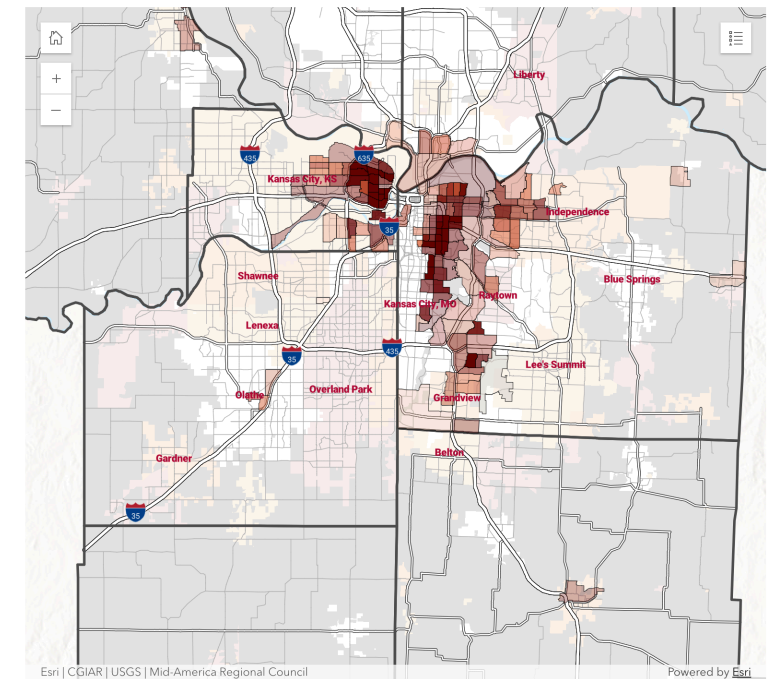 +
−
Liberty
435
635
Kansas City, KS
Independence
35
Shawnee
Blue Springs
Raytown
Kansas City, MO
Lenexa
435
35
Lee's Summit
Overland Park
Olathe
Grandview
Belton
Gardner
35
Esri | CGIAR | USGS | Mid-America Regional Council
Powered by Esri